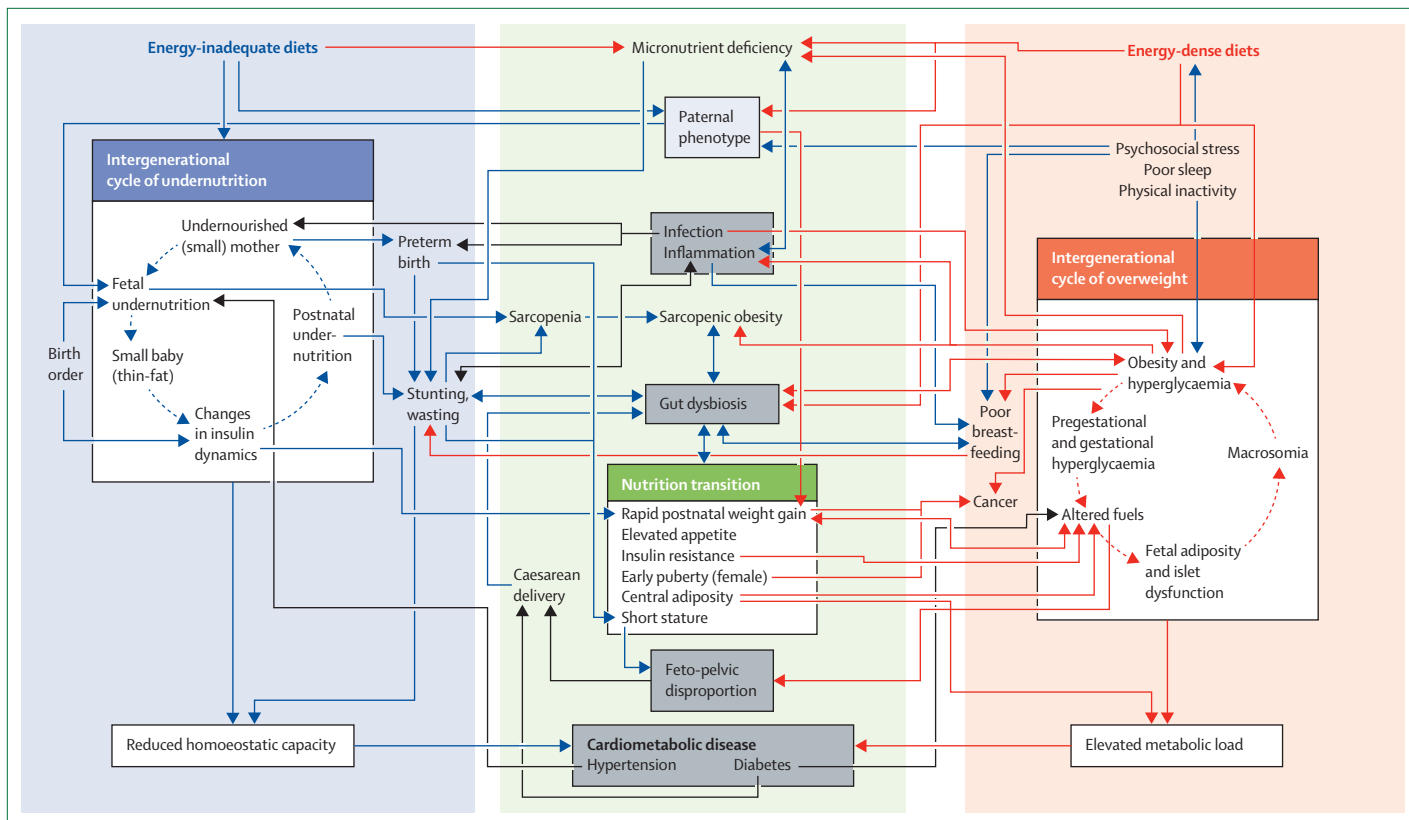 Energy-inadequate diets
Micronutrient deficiency
Energy-dense diets
Paternal
phenotype
Psychosocial stress
Poor sleep
Physical inactivity
Intergenerational
cycle of undernutrition
Undernourished
(small) mother
Preterm
birth
Fetal
undernutrition
Postnatal
under-
nutrition
Birth
order
Small baby
(thin-fat)
Changes
in insulin
dynamics
Stunting,
wasting
Infection
Inflammation
Sarcopenia
Sarcopenic obesity
Gut dysbiosis
Poor
breast-
feeding
Cancer
Intergenerational
cycle of overweight
Obesity and
hyperglycaemia
Pregestational
and gestational
hyperglycaemia
Macrosomia
Altered fuels
Fetal adiposity
and islet
dysfunction
Nutrition transition
Rapid postnatal weight gain
Elevated appetite
Insulin resistance
Early puberty (female)
Central adiposity
Short stature
Caesarean
delivery
Feto-pelvic
disproportion
Reduced homoeostatic capacity
Cardiometabolic disease
Hypertension
Diabetes
Elevated metabolic load